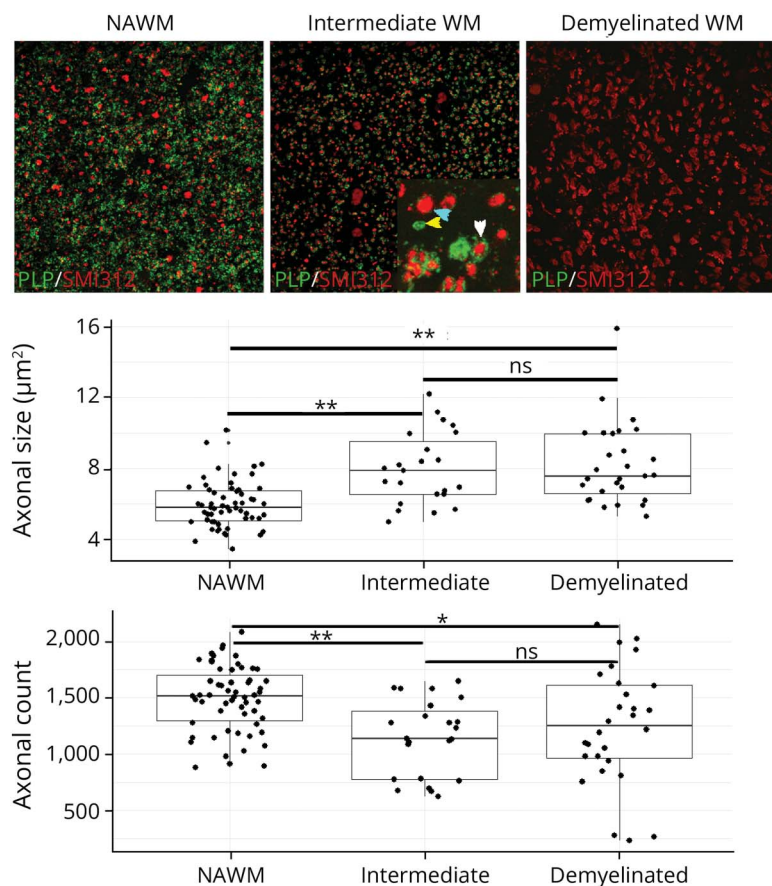 NAWM Intermediate WM Demyelinated WM
PLP/SMI312 PLP/SMI312 PLP/SMI312
Axonal size (µm²)
16
12
8
4
**
ns
**
NAWM Intermediate Demyelinated
Axonal count
2,000
1,500
1,000
500
*
**
ns
NAWM Intermediate Demyelinated